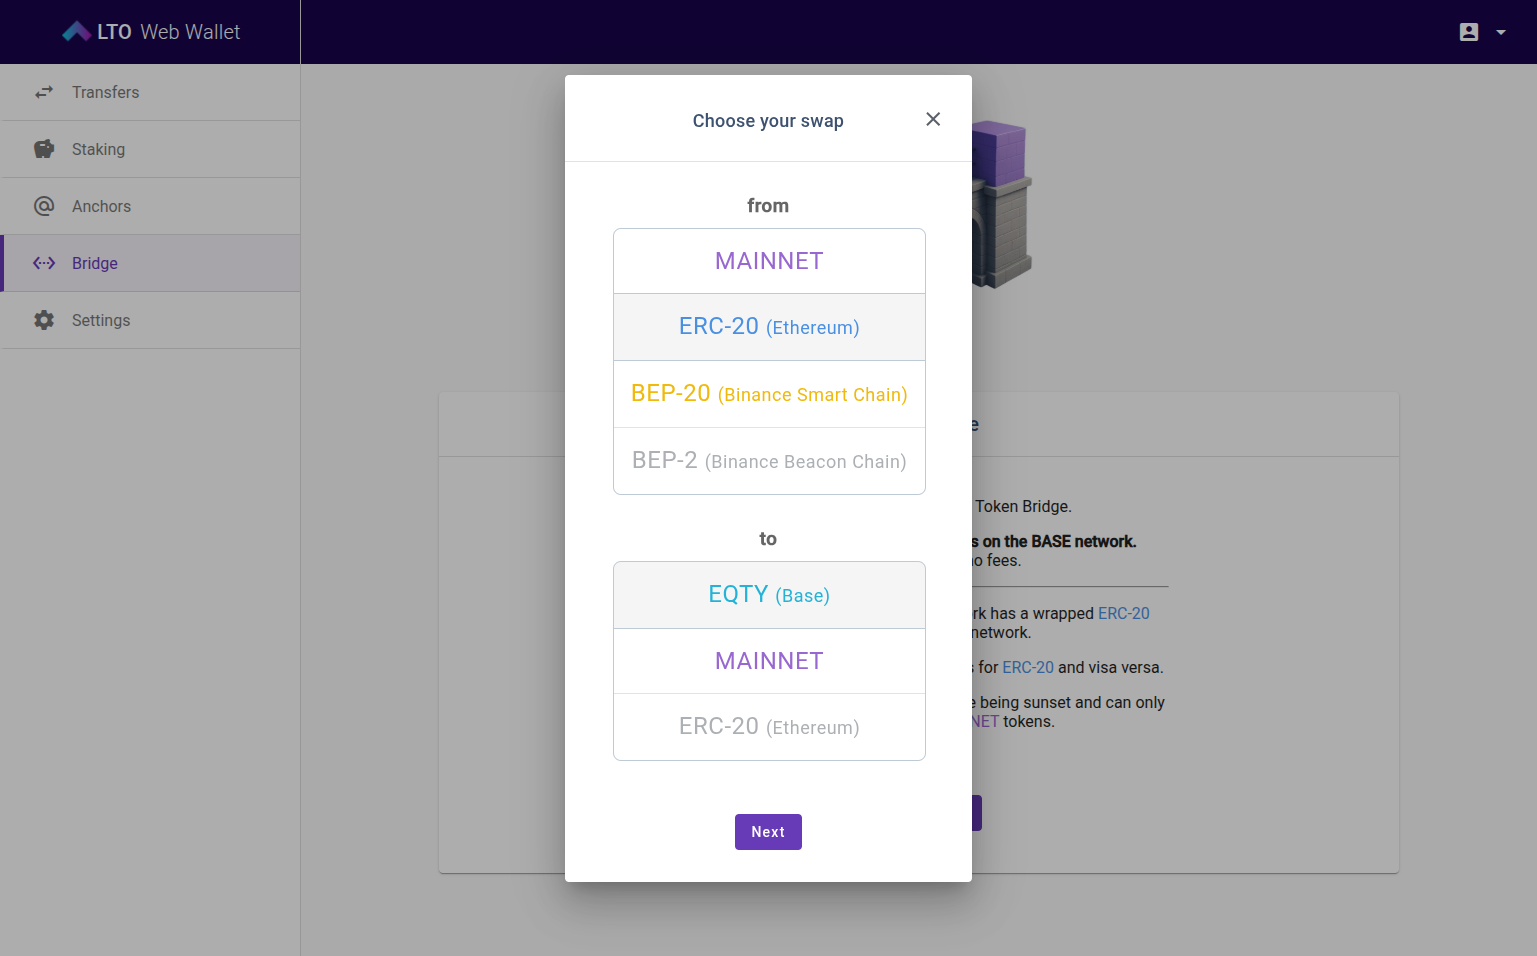 LTO Web Wallet
Transfers
Staking
Anchors
Bridge
Settings
Choose your swap
from
MAINNET
ERC-20 (Ethereum)
BEP-20 (Binance Smart Chain)
BEP-2 (Binance Beacon Chain)
to
EQTY (Base)
MAINNET
ERC-20 (Ethereum)
Next
Token Bridge.
on the BASE network.
fees.
has a wrapped ERC-20
network.
for ERC-20 and visa versa.
being sunset and can only
tokens.